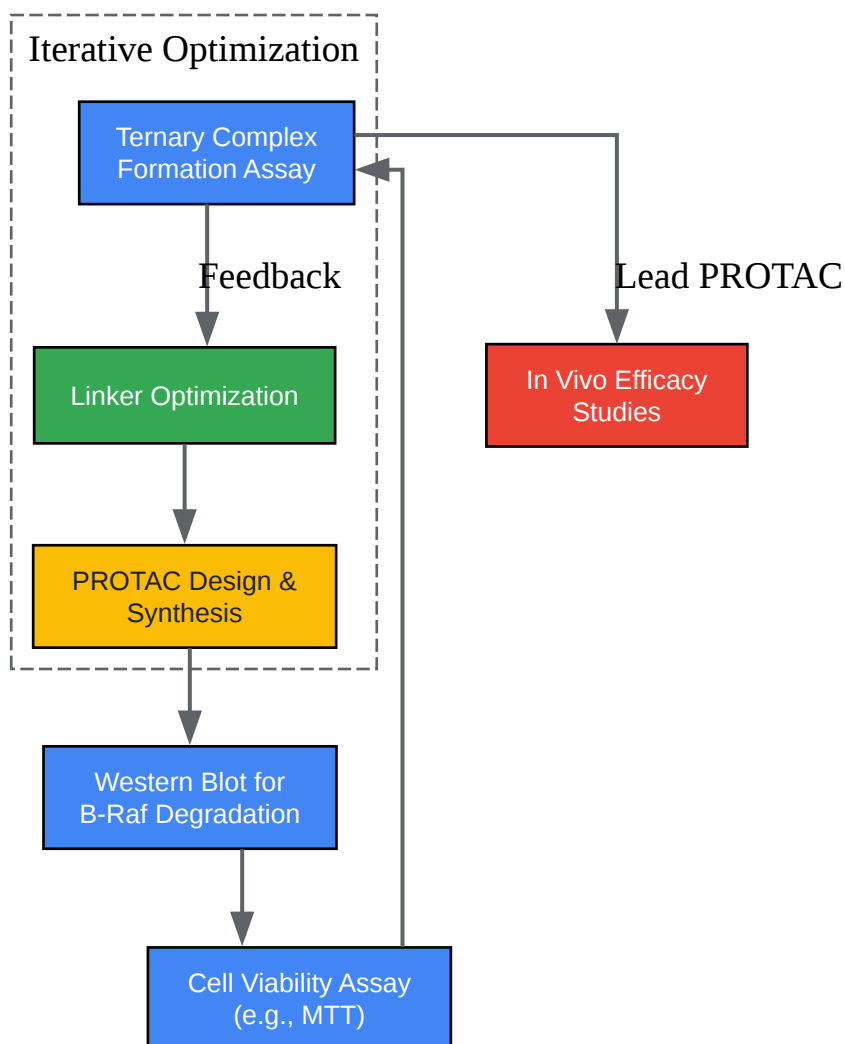 Iterative Optimization
Ternary Complex
Formation Assay
Feedback
Lead PROTAC
Linker Optimization
In Vivo Efficacy
Studies
PROTAC Design &
Synthesis
Western Blot for
B-Raf Degradation
Cell Viability Assay
(e.g., MTT)